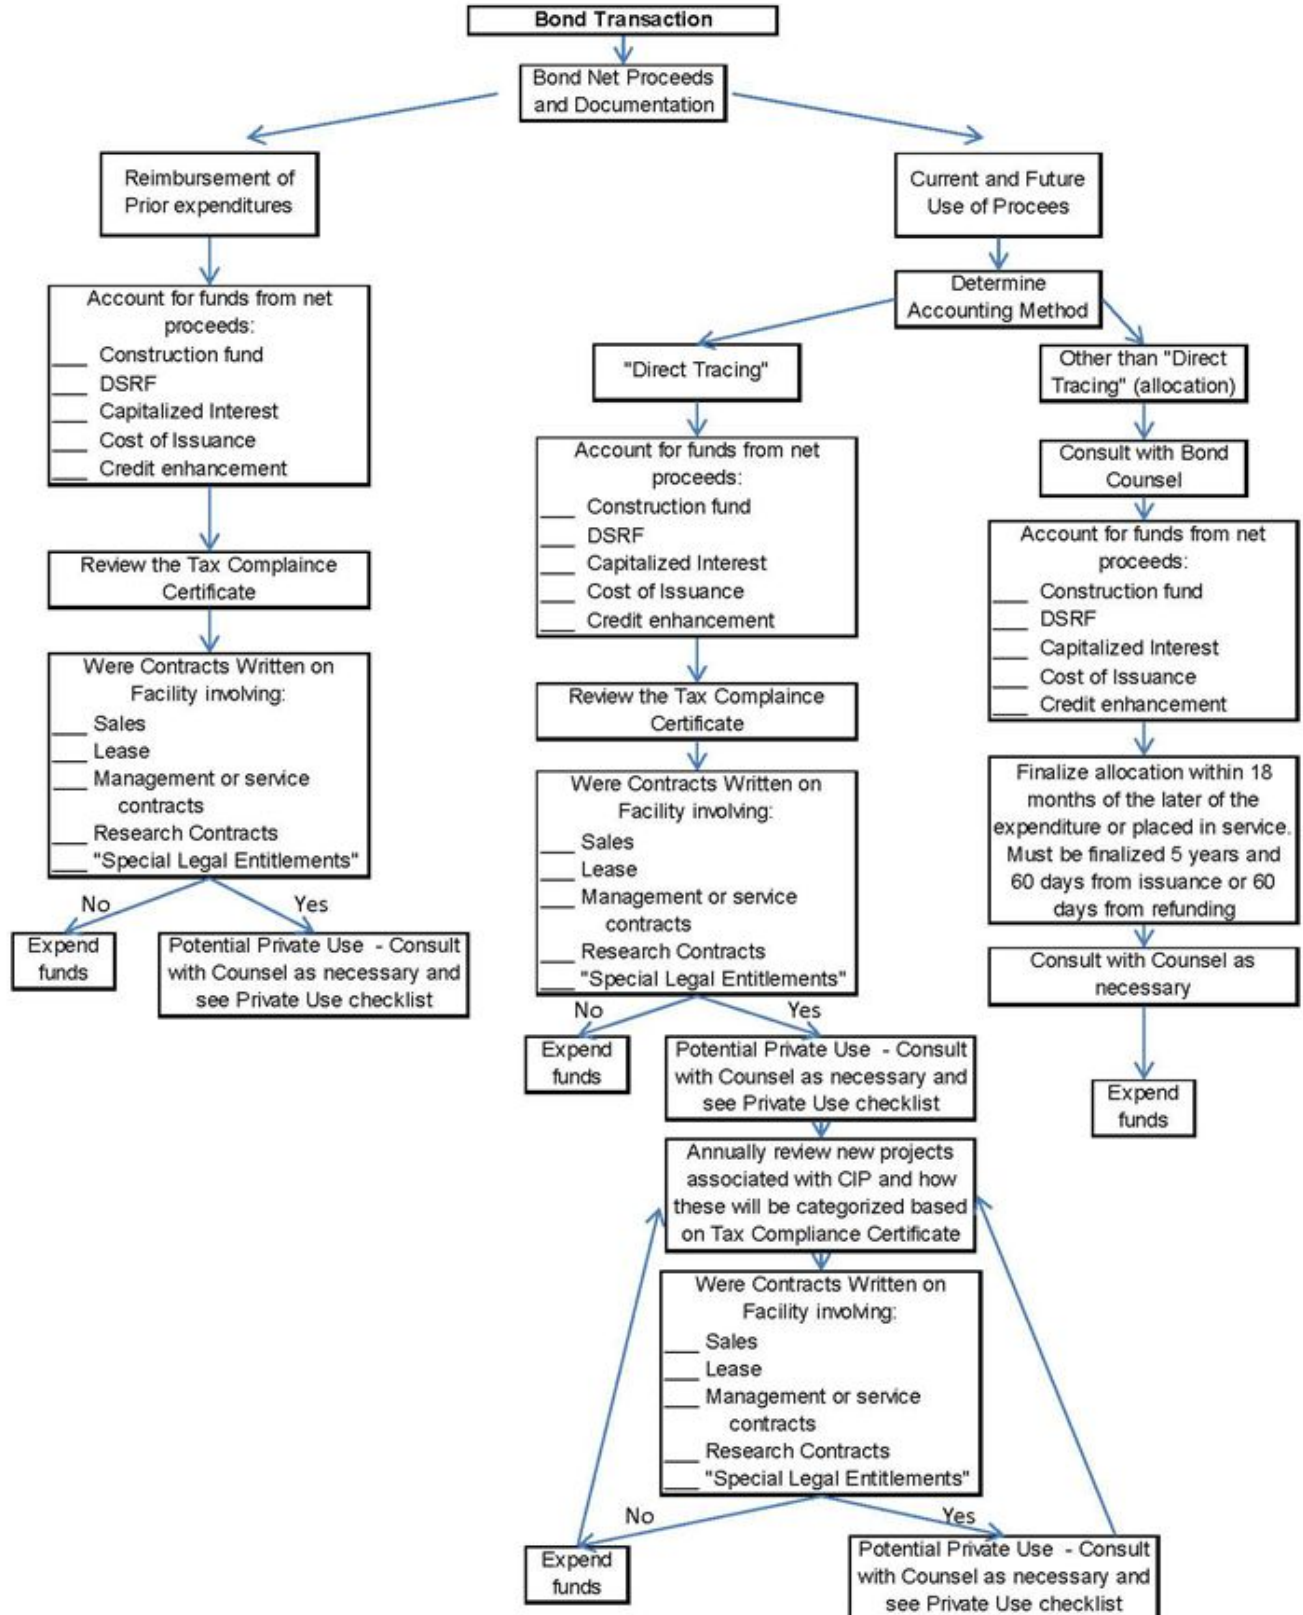 Bond Transaction
Bond Net Proceeds
and Documentation
Reimbursement of
Prior expenditures
Account for funds from net
proceeds:
___ Construction fund
___ DSRF
___ Capitalized Interest
___ Cost of Issuance
___ Credit enhancement
Review the Tax Complaince
Certificate
Were Contracts Written on
Facility involving:
___ Sales
___ Lease
___ Management or service
contracts
___ Research Contracts
___ "Special Legal Entitlements"
No
Yes
Expend
funds
Potential Private Use - Consult
with Counsel as necessary and
see Private Use checklist
Current and Future
Use of Procees
Determine
Accounting Method
"Direct Tracing"
Account for funds from net
proceeds:
___ Construction fund
___ DSRF
___ Capitalized Interest
___ Cost of Issuance
___ Credit enhancement
Review the Tax Complaince
Certificate
Were Contracts Written on
Facility involving:
___ Sales
___ Lease
___ Management or service
contracts
___ Research Contracts
___ "Special Legal Entitlements"
No
Yes
Expend
funds
Potential Private Use - Consult
with Counsel as necessary and
see Private Use checklist
Annually review new projects
associated with CIP and how
these will be categorized based
on Tax Compliance Certificate
Were Contracts Written on
Facility involving:
___ Sales
___ Lease
___ Management or service
contracts
___ Research Contracts
___ "Special Legal Entitlements"
No
Yes
Expend
funds
Potential Private Use - Consult
with Counsel as necessary and
see Private Use checklist
Other than "Direct
Tracing" (allocation)
Consult with Bond
Counsel
Account for funds from net
proceeds:
___ Construction fund
___ DSRF
___ Capitalized Interest
___ Cost of Issuance
___ Credit enhancement
Finalize allocation within 18
months of the later of the
expenditure or placed in service.
Must be finalized 5 years and
60 days from issuance or 60
days from refunding
Consult with Counsel as
necessary
Expend
funds